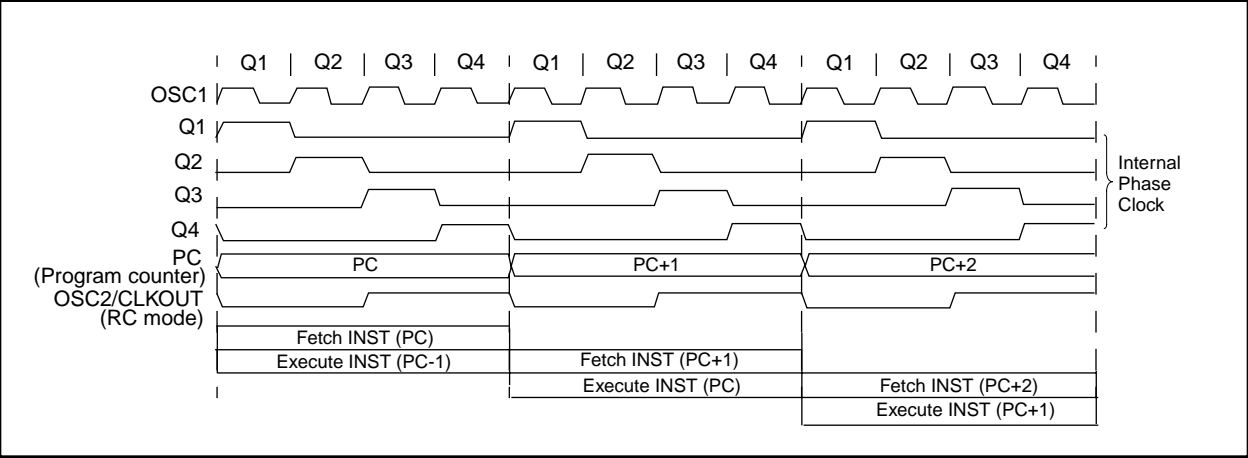 Q1 Q2 Q3 Q4 Q1 Q2 Q3 Q4 Q1 Q2 Q3 Q4
OSC1
Q1
Q2
Q3
Q4
Internal
Phase
Clock
PC
(Program counter)
PC PC+1 PC+2
OSC2/CLKOUT
(RC mode)
Fetch INST (PC)
Execute INST (PC-1) Fetch INST (PC+1)
Execute INST (PC) Fetch INST (PC+2)
Execute INST (PC+1)